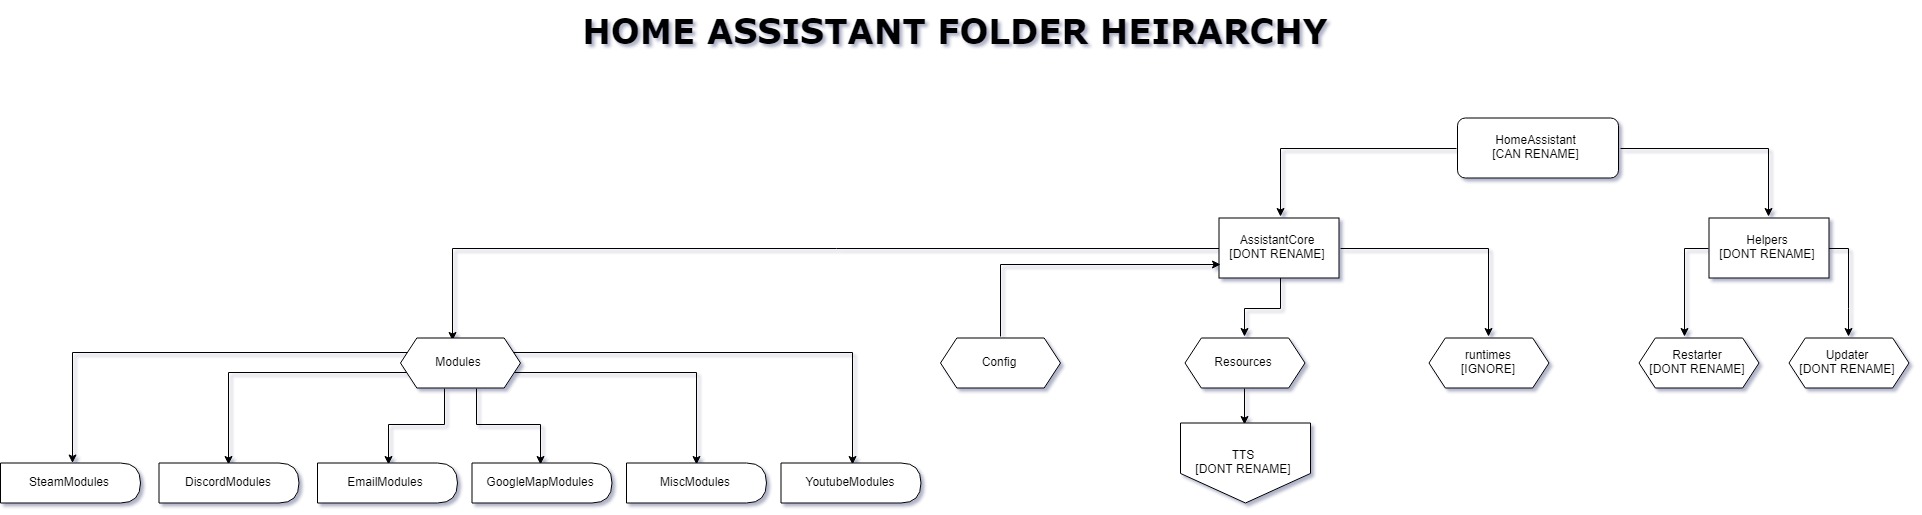 HOME ASSISTANT FOLDER HEIRARCHY
HomeAssistant
[CAN RENAME]
AssistantCore
[DONT RENAME]
Helpers
[DONT RENAME]
Modules
Config
Resources
runtimes
[IGNORE]
Restarter
[DONT RENAME]
Updater
[DONT RENAME]
TTS
[DONT RENAME]
SteamModules
DiscordModules
EmailModules
GoogleMapModules
MiscModules
YoutubeModules